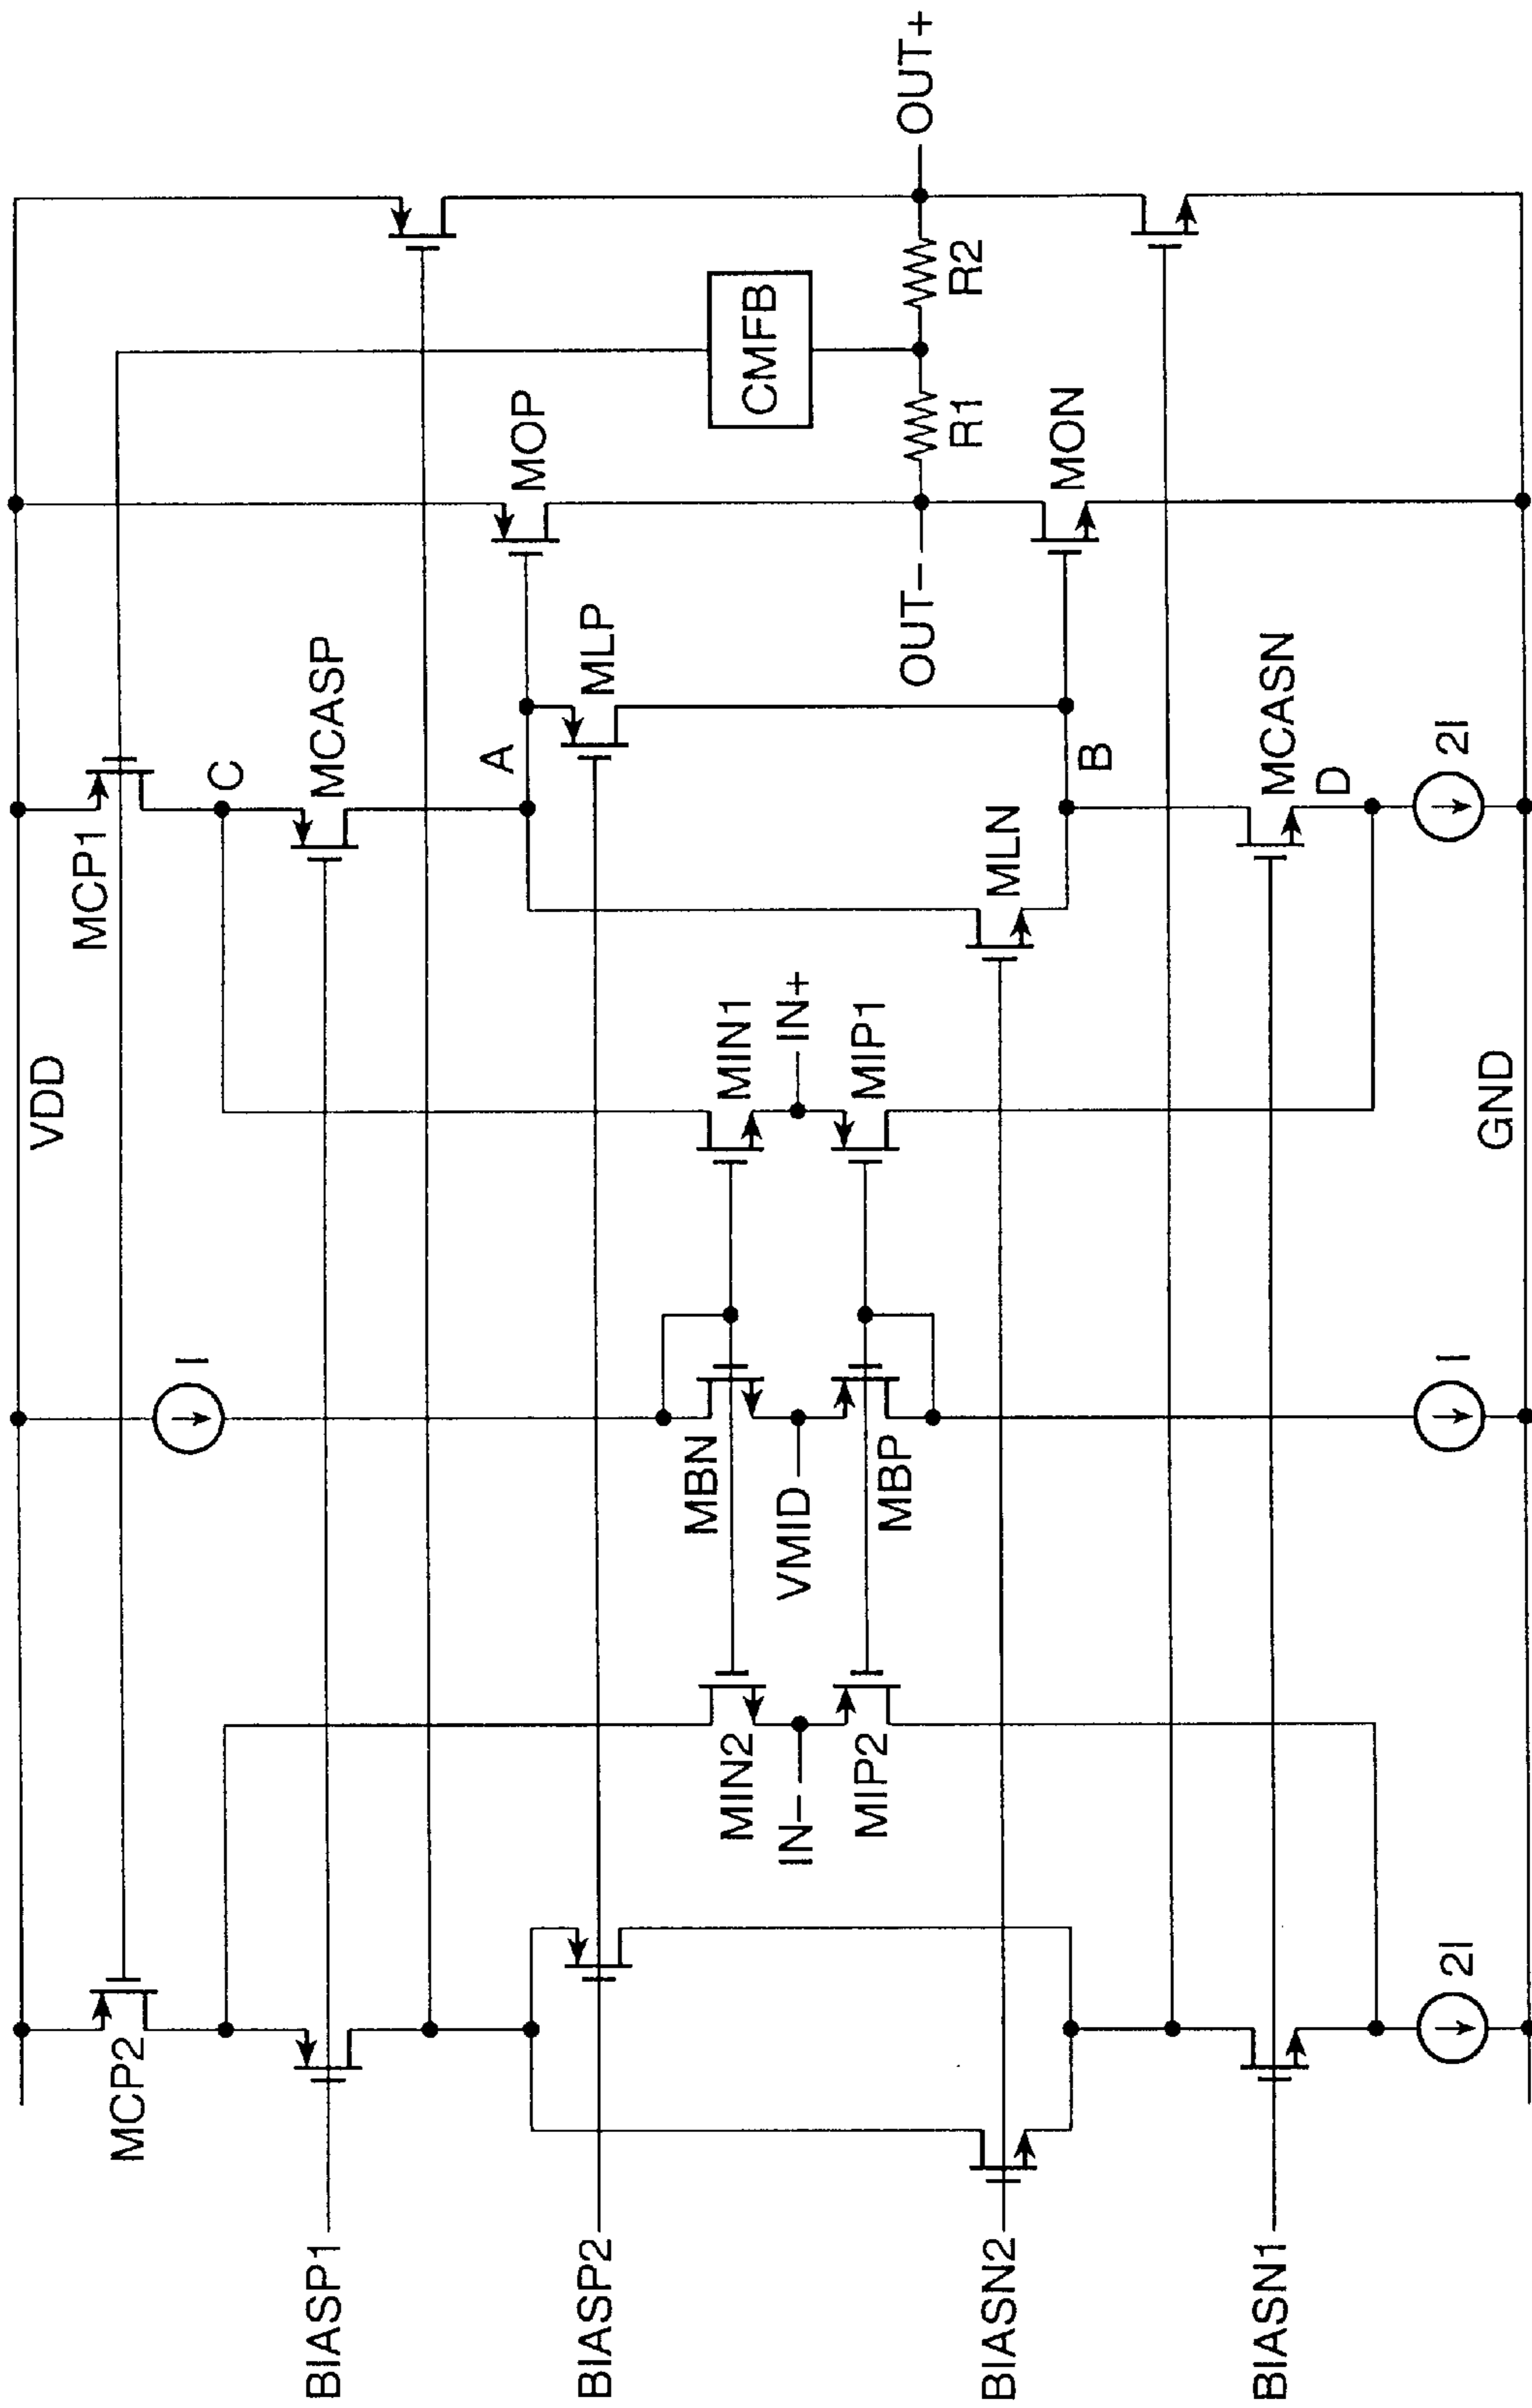 VDD
MCP2
MCP1
I
C
BIASP1
MCASP
BIASP2
A
MLP
MOP
CMFB
MIN2
MBN
MIN1
IN–
VMID
IN+
MIP2
MBP
MIP1
OUT–
R1
R2
OUT+
BIASN2
MLN
B
MON
BIASN1
MCASN
D
2I
I
2I
GND